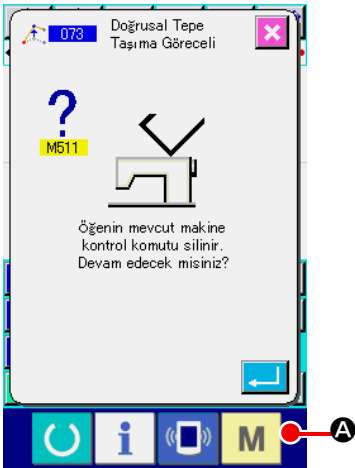 073
Doğrusal Tepe
Taşıma Göreceli
?
M511
Öğenin mevcut makine
kontrol komutu silinir.
Devam edecek misiniz?
i
M
A